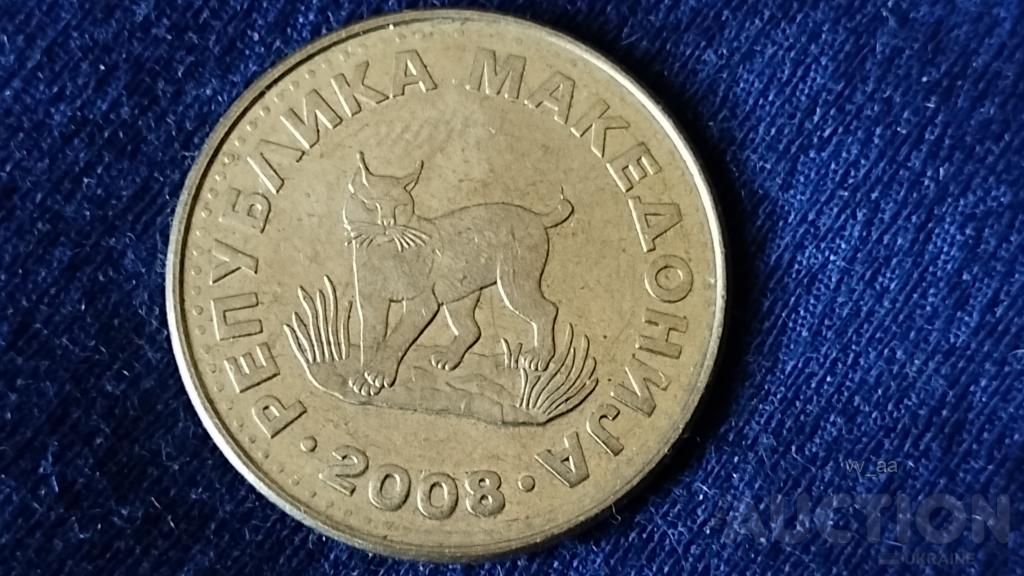 РЕПУБЛИКА МАКЕДОНИЈА
• 2008 •
vv_aa
AUCTION
UKRAINE